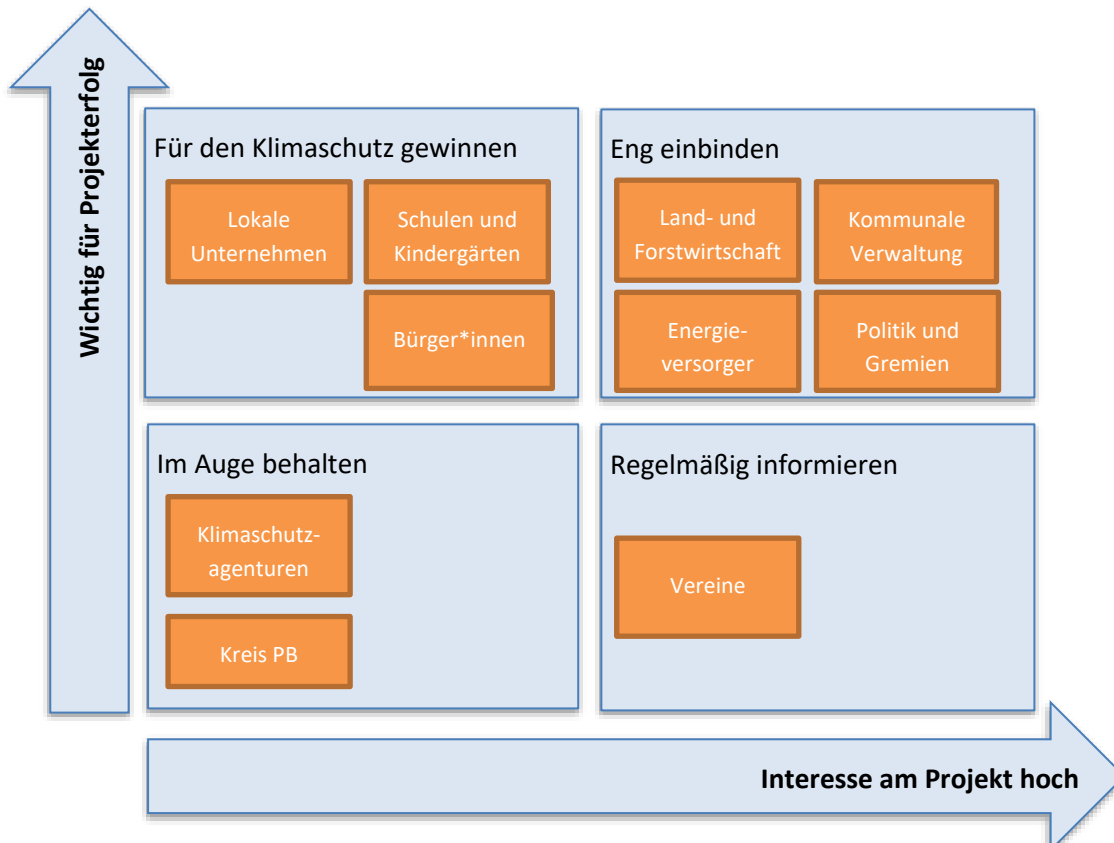 Wichtig für Projekterfolg
Für den Klimaschutz gewinnen
Lokale
Unternehmen
Schulen und
Kindergärten
Bürger*innen
Eng einbinden
Land- und
Forstwirtschaft
Kommunale
Verwaltung
Energie-
versorger
Politik und
Gremien
Im Auge behalten
Klimaschutz-
agenturen
Kreis PB
Regelmäßig informieren
Vereine
Interesse am Projekt hoch